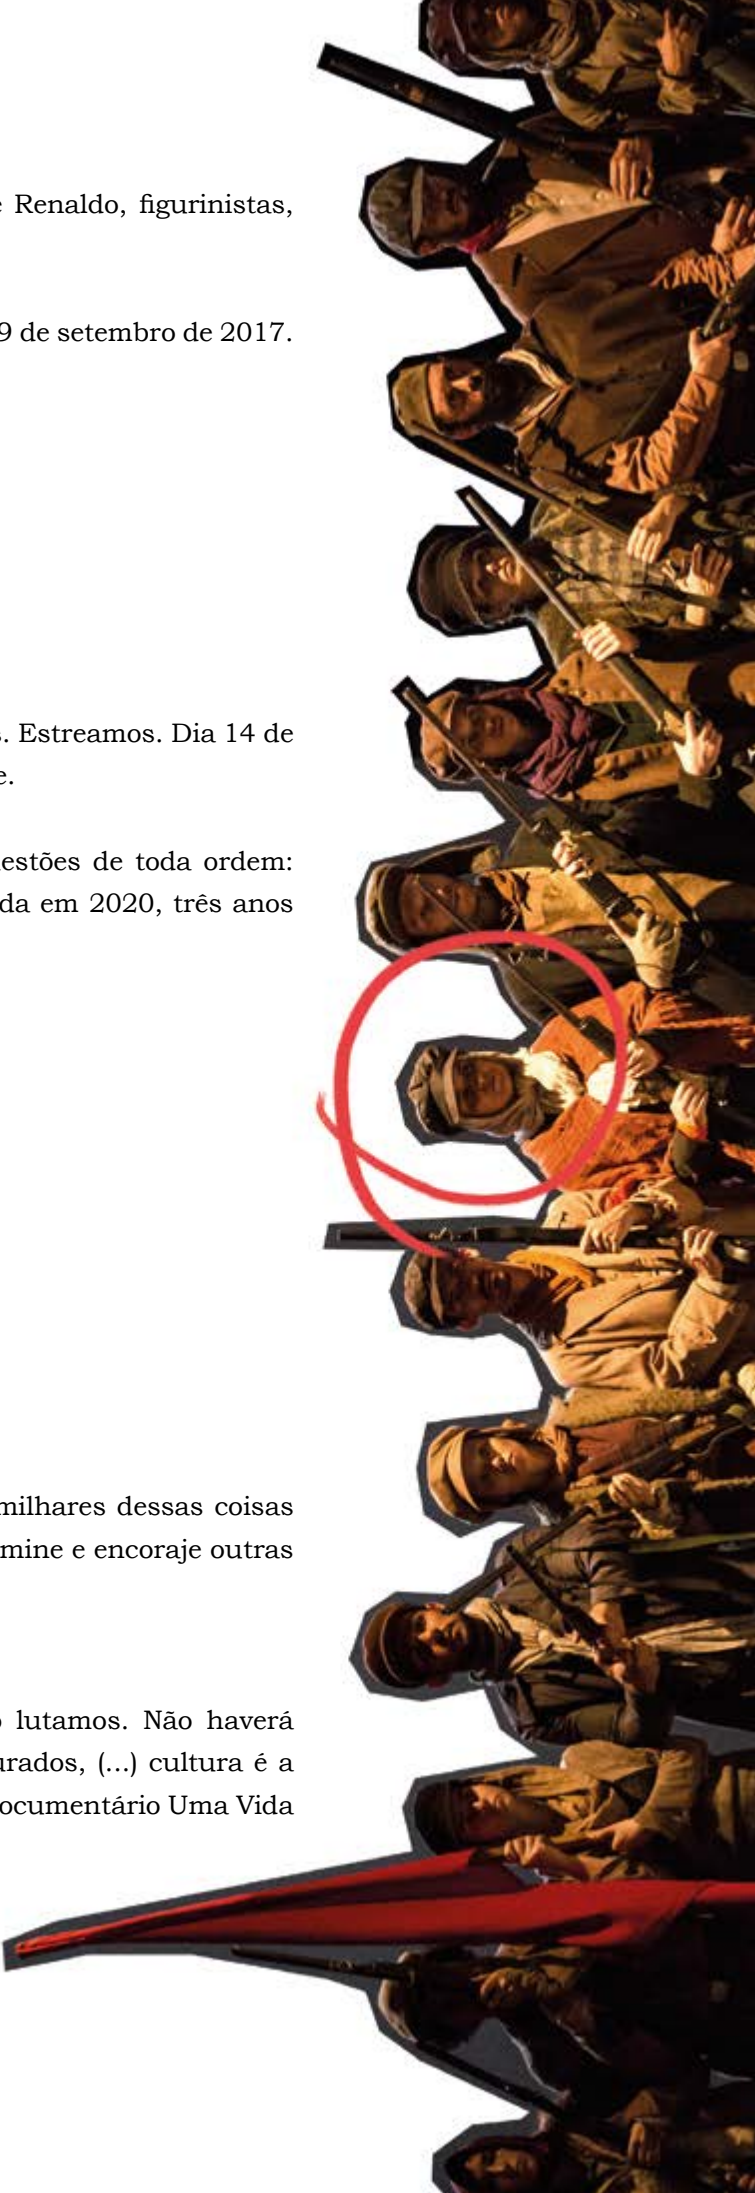 Renaldo, figurinistas,
9 de setembro de 2017.
. Estreamos. Dia 14 de
e.
estões de toda ordem:
da em 2020, três anos
milhares dessas coisas
mine e encoraje outras
lutamos. Não haverá
urados, (...) cultura é a
ocumentário Uma Vida